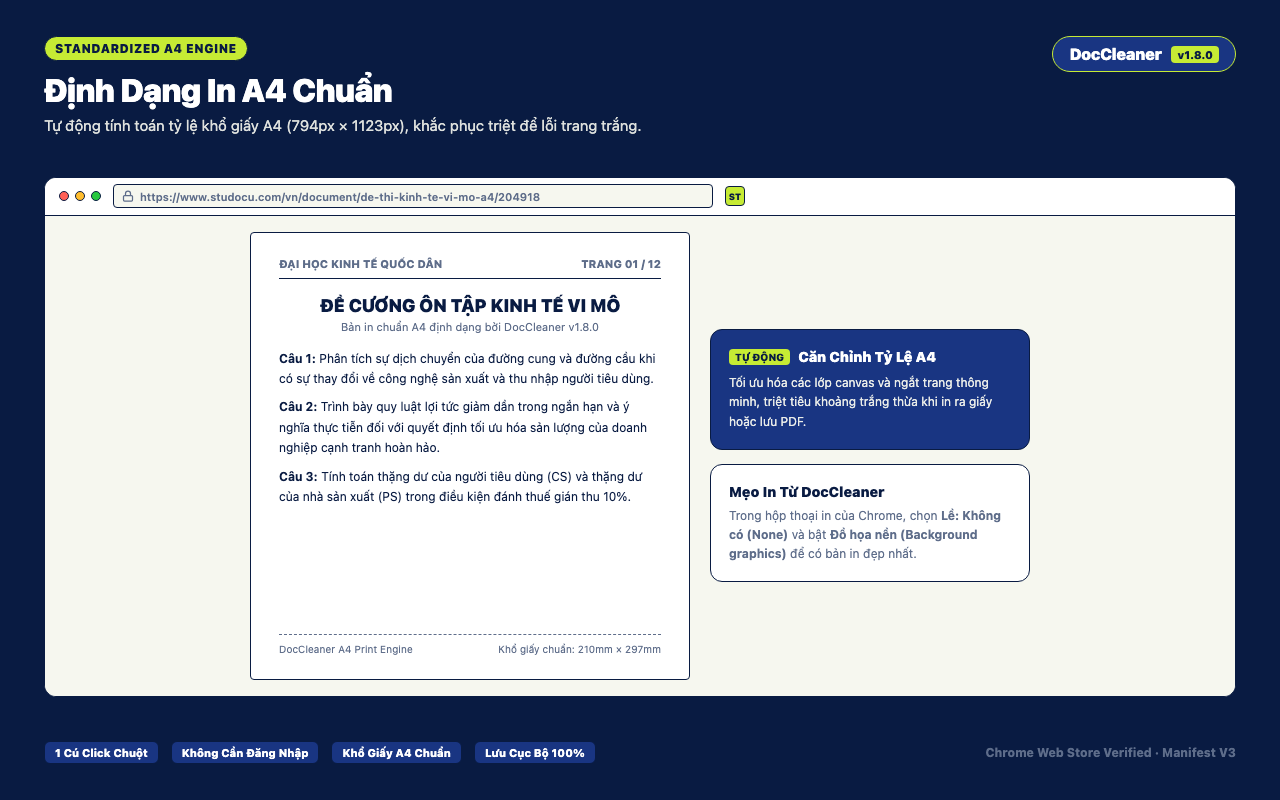 STANDARDIZED A4 ENGINE
DocCleaner v1.8.0
Định Dạng In A4 Chuẩn
Tự động tính toán tỷ lệ khổ giấy A4 (794px × 1123px), khắc phục triệt để lỗi trang trắng.
https://www.studocu.com/vn/document/de-thi-kinh-te-vi-mo-a4/204918
ST
ĐẠI HỌC KINH TẾ QUỐC DÂN
TRANG 01 / 12
ĐỀ CƯƠNG ÔN TẬP KINH TẾ VI MÔ
Bản in chuẩn A4 định dạng bởi DocCleaner v1.8.0
Câu 1: Phân tích sự dịch chuyển của đường cung và đường cầu khi
có sự thay đổi về công nghệ sản xuất và thu nhập người tiêu dùng.
Câu 2: Trình bày quy luật lợi tức giảm dần trong ngắn hạn và ý
nghĩa thực tiễn đối với quyết định tối ưu hóa sản lượng của doanh
nghiệp cạnh tranh hoàn hảo.
Câu 3: Tính toán thặng dư của người tiêu dùng (CS) và thặng dư
của nhà sản xuất (PS) trong điều kiện đánh thuế gián thu 10%.
DocCleaner A4 Print Engine
Khổ giấy chuẩn: 210mm × 297mm
TỰ ĐỘNG Căn Chỉnh Tỷ Lệ A4
Tối ưu hóa các lớp canvas và ngắt trang thông
minh, triệt tiêu khoảng trắng thừa khi in ra giấy
hoặc lưu PDF.
Mẹo In Từ DocCleaner
Trong hộp thoại in của Chrome, chọn Lề: Không
có (None) và bật Đồ họa nền (Background
graphics) để có bản in đẹp nhất.
1 Cú Click Chuột
Không Cần Đăng Nhập
Khổ Giấy A4 Chuẩn
Lưu Cục Bộ 100%
Chrome Web Store Verified · Manifest V3